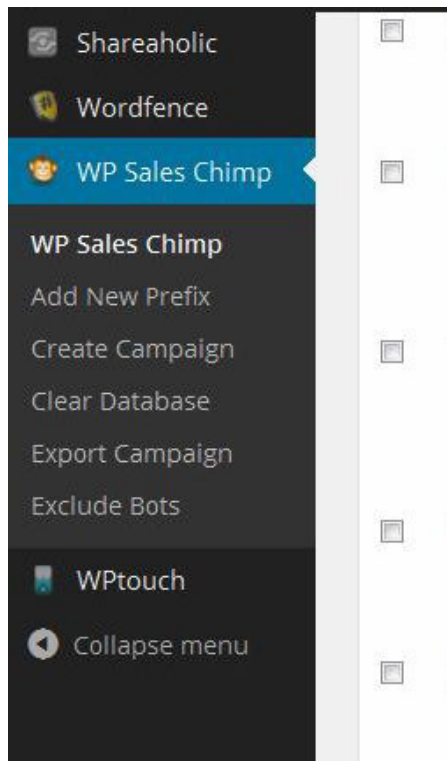 Shareaholic
Wordfence
WP Sales Chimp
WP Sales Chimp
Add New Prefix
Create Campaign
Clear Database
Export Campaign
Exclude Bots
WPtouch
Collapse menu